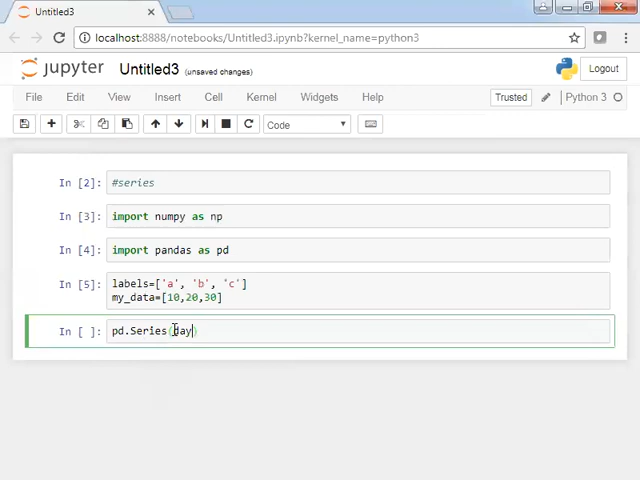 Untitled3
localhost:8888/notebooks/Untitled3.ipynb?kernel_name=python3
jupyter Untitled3 (unsaved changes) Logout
File Edit View Insert Cell Kernel Widgets Help Trusted Python 3
Code
In [2]: #series
In [3]: import numpy as np
In [4]: import pandas as pd
In [5]: labels=['a', 'b', 'c']
my_data=[10,20,30]
In [ ]: pd.Series(day)